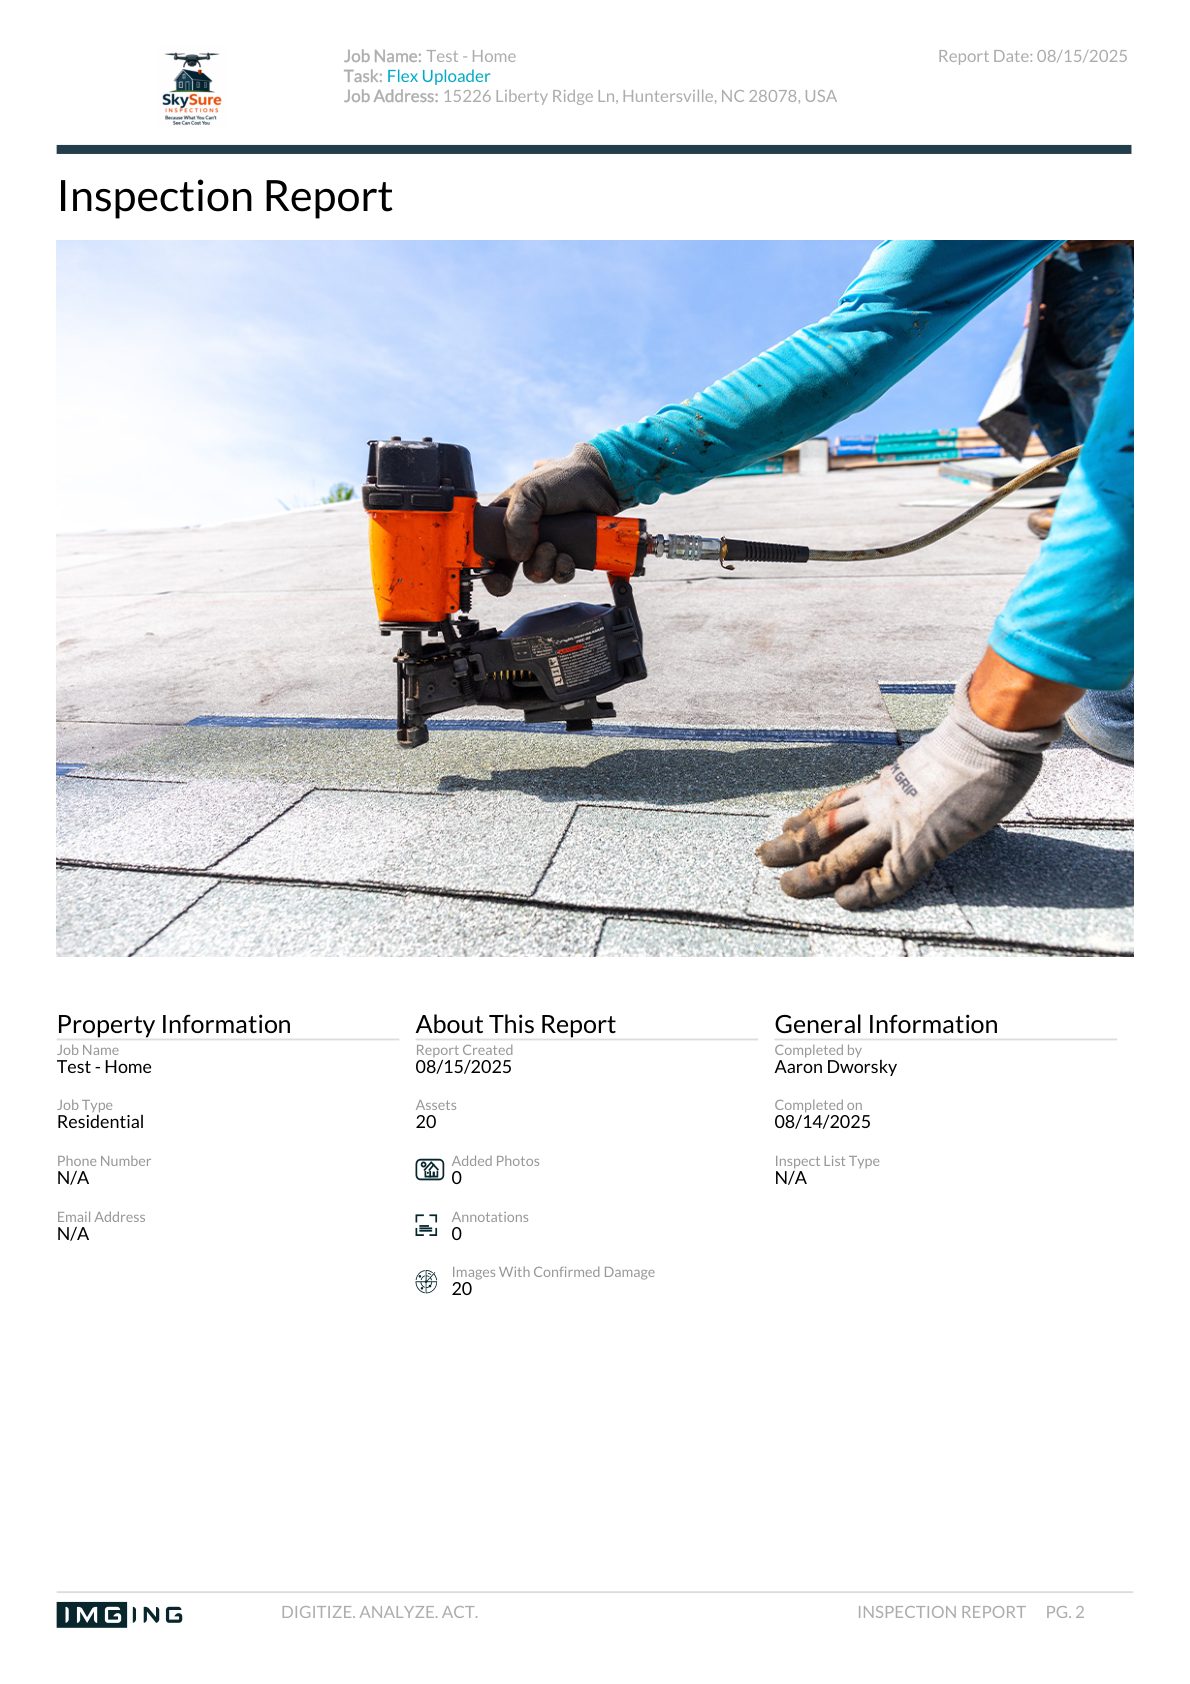 SkySure
INSPECTIONS
Because What You Can't
See Can Cost You
Job Name: Test - Home
Task: Flex Uploader
Job Address: 15226 Liberty Ridge Ln, Huntersville, NC 28078, USA
Report Date: 08/15/2025
Inspection Report
GRIP
Property Information
Job Name
Test - Home
Job Type
Residential
Phone Number
N/A
Email Address
N/A
About This Report
Report Created
08/15/2025
Assets
20
Added Photos
0
Annotations
0
Images With Confirmed Damage
20
General Information
Completed by
Aaron Dworsky
Completed on
08/14/2025
Inspect List Type
N/A
IMGING
DIGITIZE. ANALYZE. ACT.
INSPECTION REPORT PG. 2